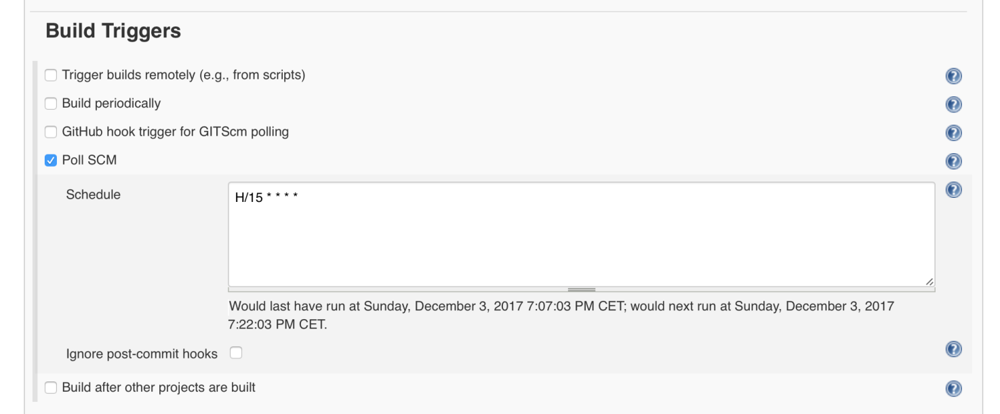 Build Triggers
Trigger builds remotely (e.g., from scripts)
Build periodically
GitHub hook trigger for GITScm polling
Poll SCM
Schedule
H/15 * * * *
Would last have run at Sunday, December 3, 2017 7:07:03 PM CET; would next run at Sunday, December 3, 2017
7:22:03 PM CET.
Ignore post-commit hooks
Build after other projects are built